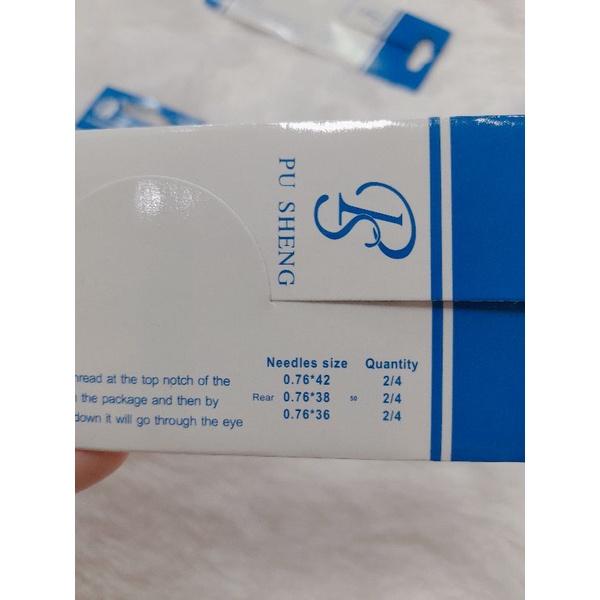 PS
PU SHENG
Needles size Quantity
0.76*42 2/4
Rear 0.76*38 50 2/4
0.76*36 2/4
hread at the top notch of the
the package and then by
down it will go through the eye